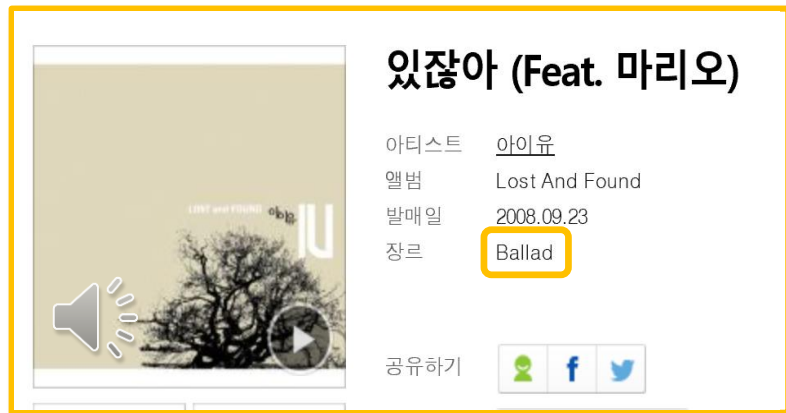 있잖아 (Feat. 마리오)
아티스트 아이유
앨범 Lost And Found
발매일 2008.09.23
장르 Ballad
LOST and FOUND 아이유 IU
공유하기